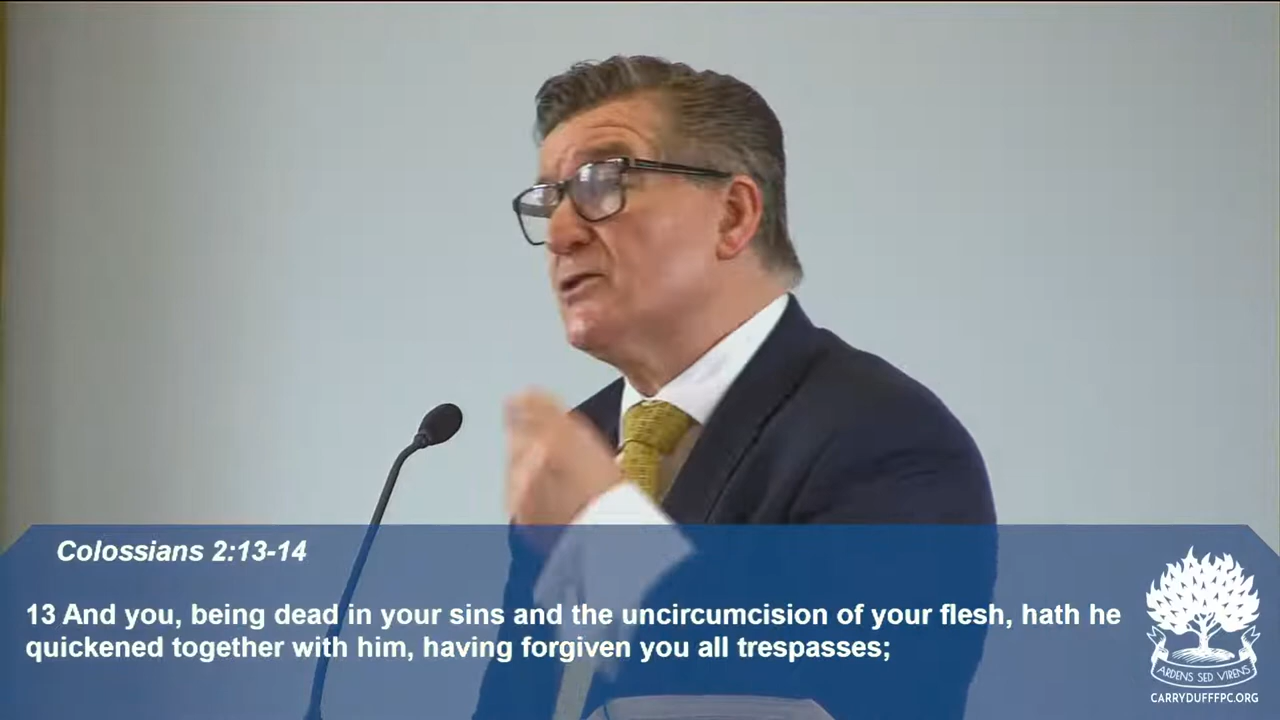 Colossians 2:13-14
13 And you, being dead in your sins and the uncircumcision of your flesh, hath he
quickened together with him, having forgiven you all trespasses;
ARDENS SED VIRENS
CARRYDUFFFPC.ORG